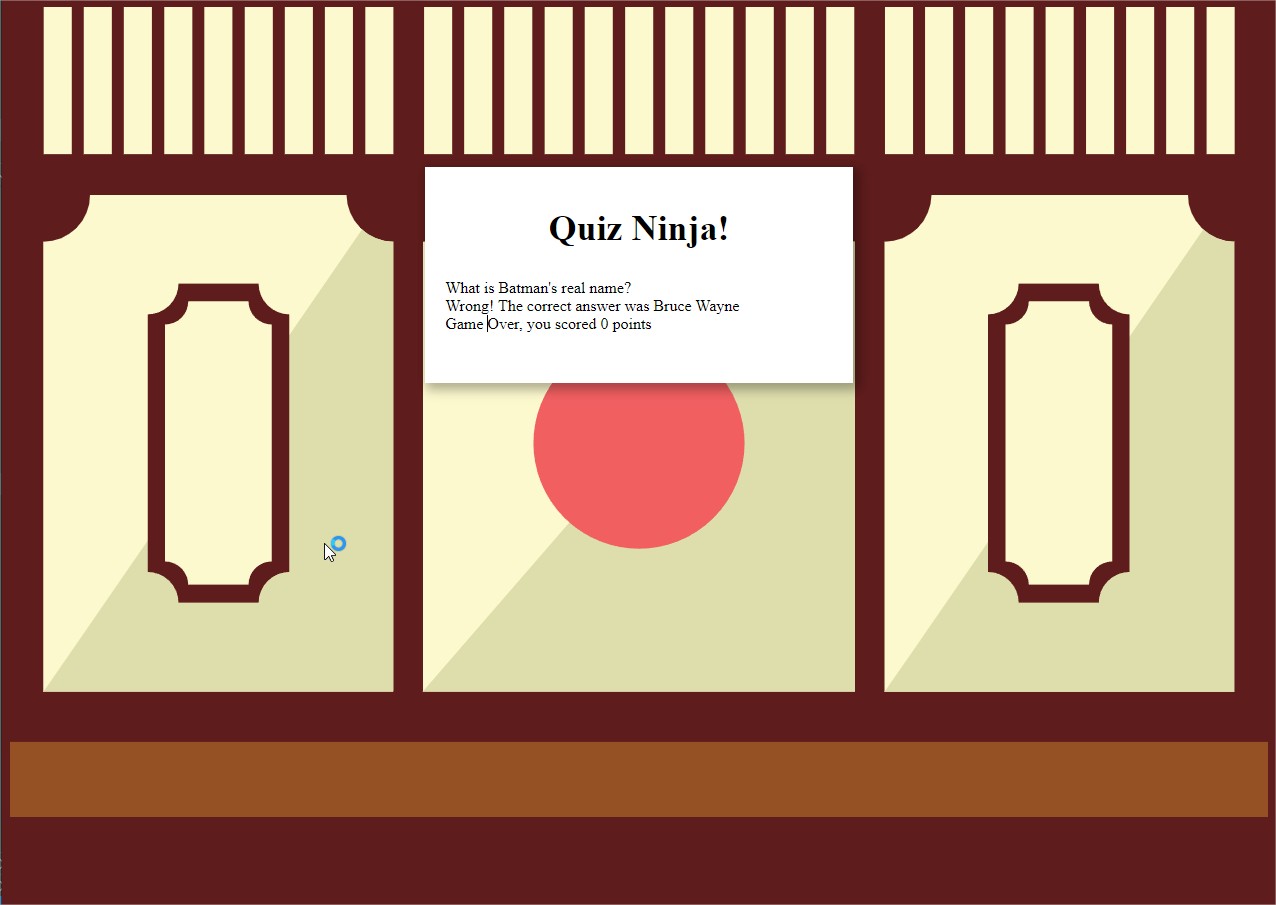 Quiz Ninja!
What is Batman's real name?
Wrong! The correct answer was Bruce Wayne
Game Over, you scored 0 points